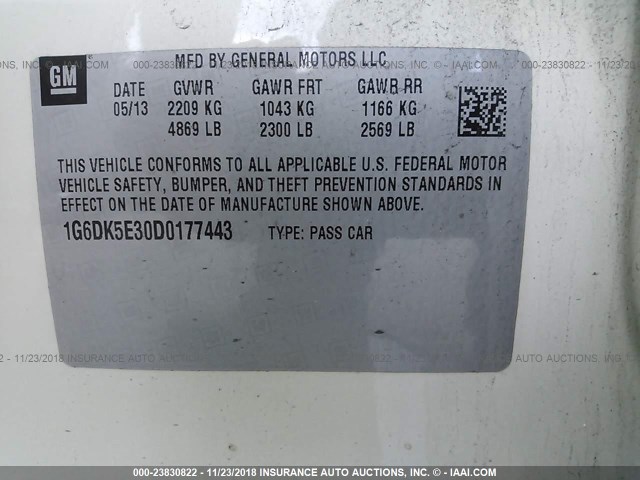 MFD BY GENERAL MOTORS LLC
GM
DATE GVWR GAWR FRT GAWR RR
05/13 2209 KG 1043 KG 1166 KG
4869 LB 2300 LB 2569 LB
THIS VEHICLE CONFORMS TO ALL APPLICABLE U.S. FEDERAL MOTOR
VEHICLE SAFETY, BUMPER, AND THEFT PREVENTION STANDARDS IN
EFFECT ON THE DATE OF MANUFACTURE SHOWN ABOVE.
1G6DK5E30D0177443 TYPE: PASS CAR
000-23830822 - 11/23/2018 INSURANCE AUTO AUCTIONS INC. - © IAAI.COM